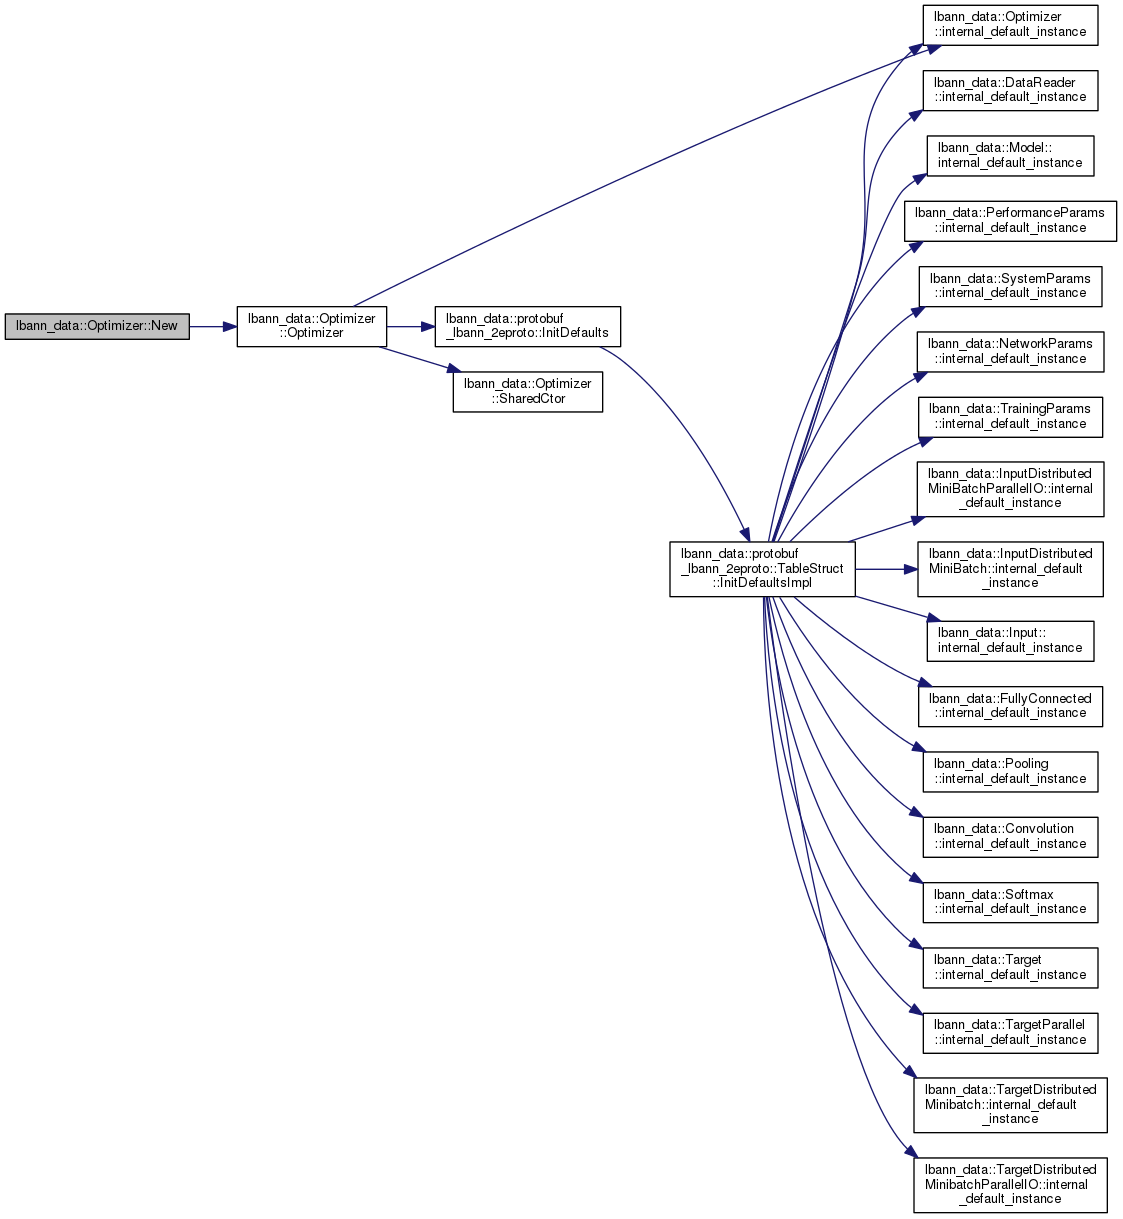 lbann_data::Optimizer::New
lbann_data::Optimizer
::Optimizer
lbann_data::protobuf
_lbann_2eproto::InitDefaults
lbann_data::Optimizer
::SharedCtor
lbann_data::protobuf
_lbann_2eproto::TableStruct
::InitDefaultsImpl
lbann_data::Optimizer
::internal_default_instance
lbann_data::DataReader
::internal_default_instance
lbann_data::Model::
internal_default_instance
lbann_data::PerformanceParams
::internal_default_instance
lbann_data::SystemParams
::internal_default_instance
lbann_data::NetworkParams
::internal_default_instance
lbann_data::TrainingParams
::internal_default_instance
lbann_data::InputDistributed
MiniBatchParallelIO::internal
_default_instance
lbann_data::InputDistributed
MiniBatch::internal_default
_instance
lbann_data::Input::
internal_default_instance
lbann_data::FullyConnected
::internal_default_instance
lbann_data::Pooling
::internal_default_instance
lbann_data::Convolution
::internal_default_instance
lbann_data::Softmax
::internal_default_instance
lbann_data::Target
::internal_default_instance
lbann_data::TargetParallel
::internal_default_instance
lbann_data::TargetDistributed
Minibatch::internal_default
_instance
lbann_data::TargetDistributed
MinibatchParallelIO::internal
_default_instance